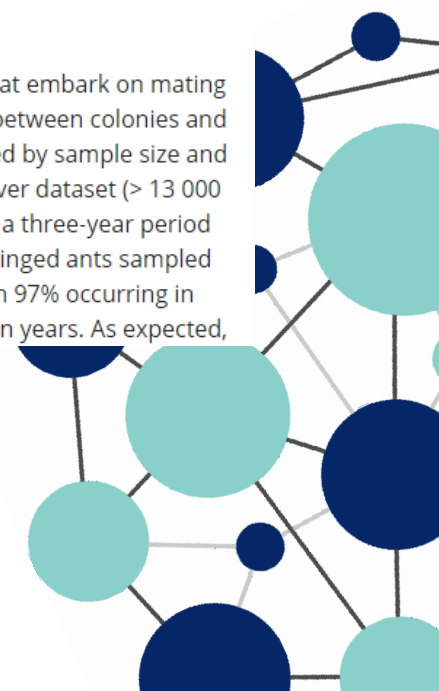 at embark on mating
between colonies and
ed by sample size and
ver dataset (> 13 000
a three-year period
inged ants sampled
n 97% occurring in
n years. As expected,